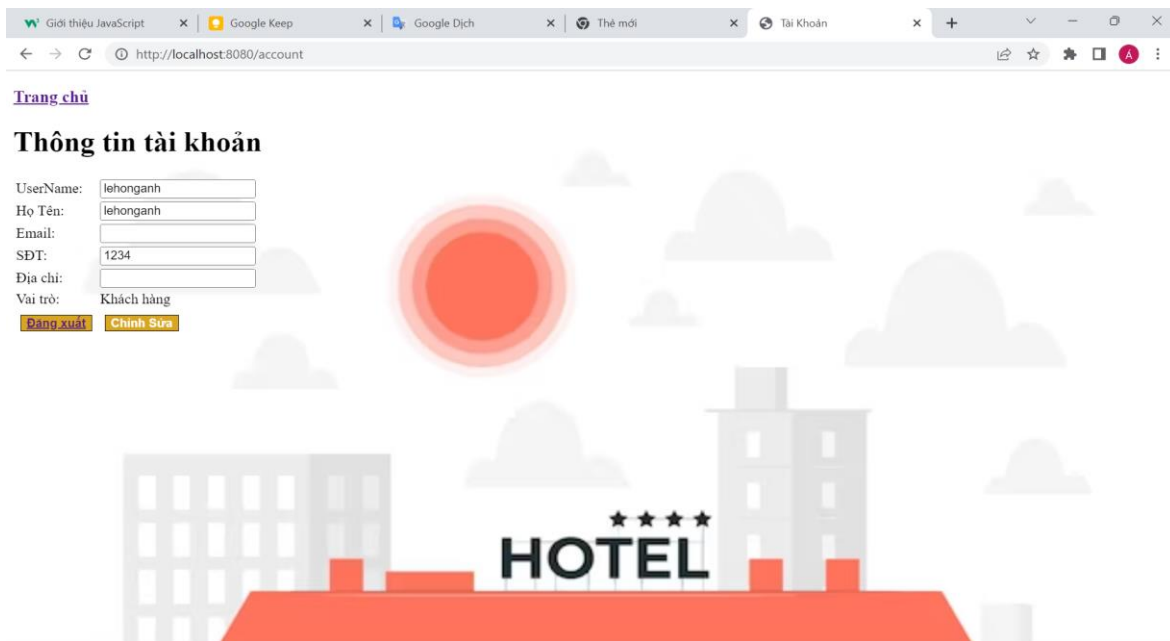 Giới thiệu JavaScript
Google Keep
Google Dịch
Thẻ mới
Tài Khoản
http://localhost:8080/account
A
Trang chủ
Thông tin tài khoản
UserName: lehonganh
Họ Tên: lehonganh
Email:
SĐT: 1234
Địa chỉ:
Vai trò: Khách hàng
Đăng xuất Chỉnh Sửa
HOTEL